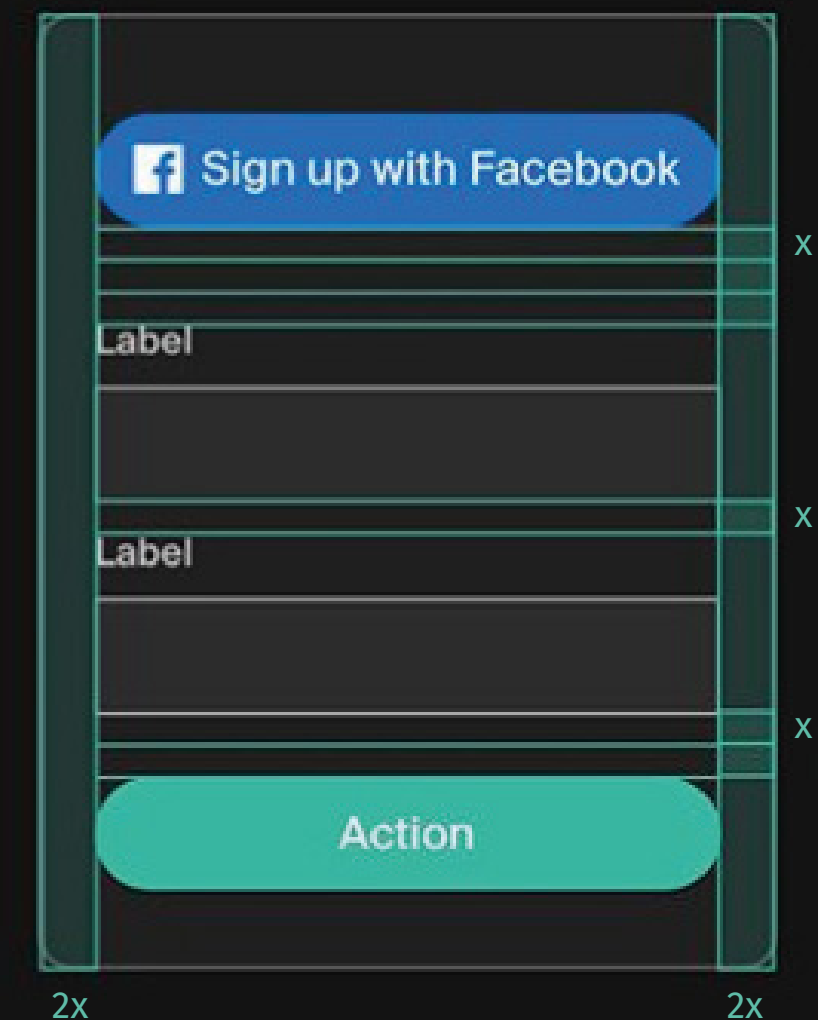 Sign up with Facebook
x
Label
x
Label
x
Action
2x 2x